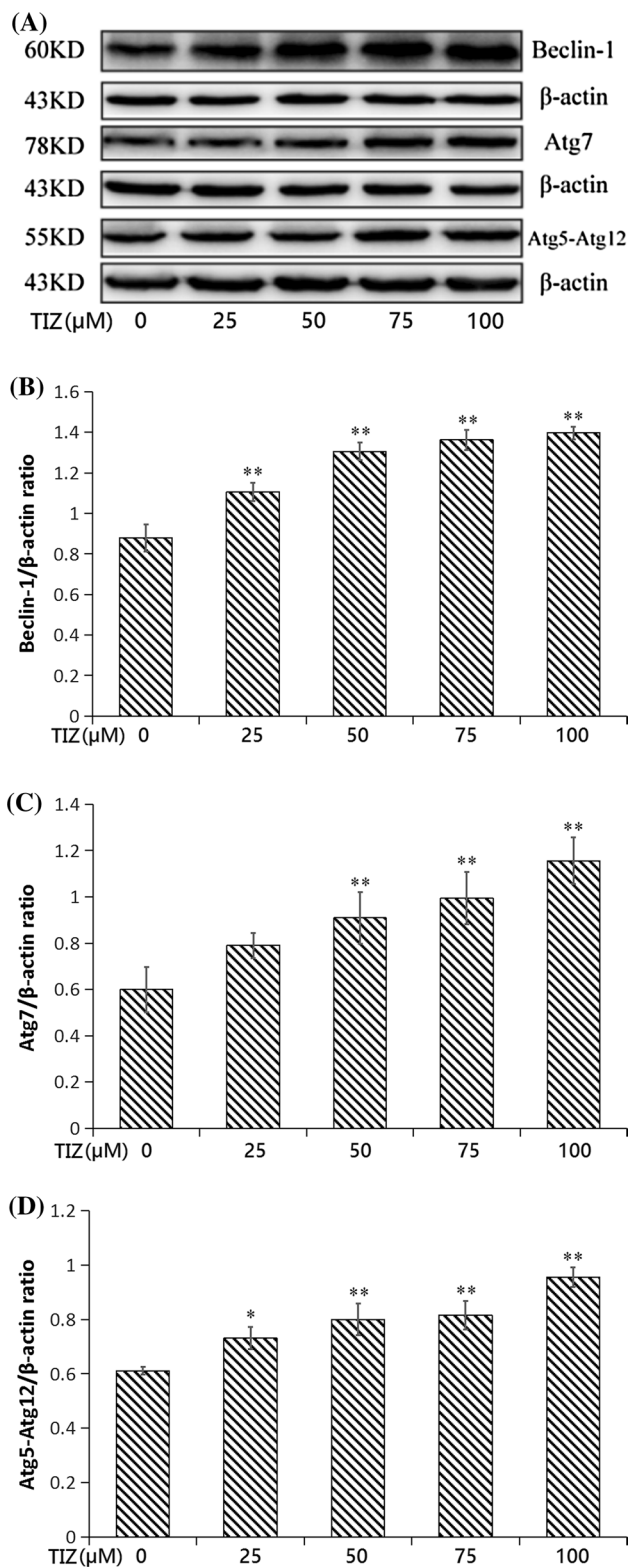 (A)
60KD Beclin-1
43KD β-actin
78KD Atg7
43KD β-actin
55KD Atg5-Atg12
43KD β-actin
TIZ(μM) 0 25 50 75 100
(B)
Beclin-1/β-actin ratio
1.6
1.4
1.2
1
0.8
0.6
0.4
0.2
0
** ** ** **
TIZ(μM) 0 25 50 75 100
(C)
Atg7/β-actin ratio
1.4
1.2
1
0.8
0.6
0.4
0.2
0
** ** **
TIZ(μM) 0 25 50 75 100
(D)
Atg5-Atg12/β-actin ratio
1.2
1
0.8
0.6
0.4
0.2
0
* ** ** **
TIZ(μM) 0 25 50 75 100